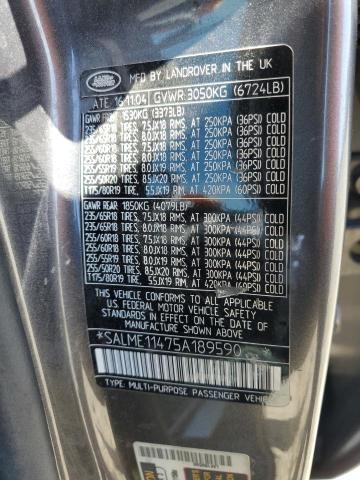 LAND ROVER
MFD BY LANDROVER IN THE UK
ATE 16·11·04 GVWR 3050KG (6724LB)
GAWR FRONT 1530KG (3373LB)
235/65R18 TIRES, 7.5JX18 RIMS, AT 250KPA (36PSI) COLD
235/65R18 TIRES, 8.0JX18 RIMS, AT 250KPA (36PSI) COLD
255/60R18 TIRES, 7.5JX18 RIMS, AT 250KPA (36PSI) COLD
255/60R18 TIRES, 8.0JX18 RIMS, AT 250KPA (36PSI) COLD
255/55R19 TIRES, 8.0JX19 RIMS, AT 250KPA (36PSI) COLD
255/50R20 TIRES, 8.5JX20 RIMS, AT 250KPA (36PSI) COLD
T175/80R19 TIRE, 5.5JX19 RIMS, AT 420KPA (60PSI) COLD
GAWR REAR 1850KG (4079LB)
235/65R18 TIRES, 7.5JX18 RIMS, AT 300KPA (44PSI) COLD
235/65R18 TIRES, 8.0JX18 RIMS, AT 300KPA (44PSI) COLD
255/60R18 TIRES, 7.5JX18 RIMS, AT 300KPA (44PSI) COLD
255/60R18 TIRES, 8.0JX18 RIMS, AT 300KPA (44PSI) COLD
255/55R19 TIRES, 8.0JX19 RIMS, AT 300KPA (44PSI) COLD
255/50R20 TIRES, 8.5JX20 RIMS, AT 300KPA (44PSI) COLD
T175/80R19 TIRE, 5.5JX19 RIMS, AT 420KPA (60PSI) COLD
THIS VEHICLE CONFORMS TO ALL APPLICABLE
U.S. FEDERAL MOTOR VEHICLE SAFETY
STANDARDS IN EFFECT ON THE DATE OF
MANUFACTURE SHOWN ABOVE
*SALME11475A189590
TYPE: MULTI-PURPOSE PASSENGER VEHICLE